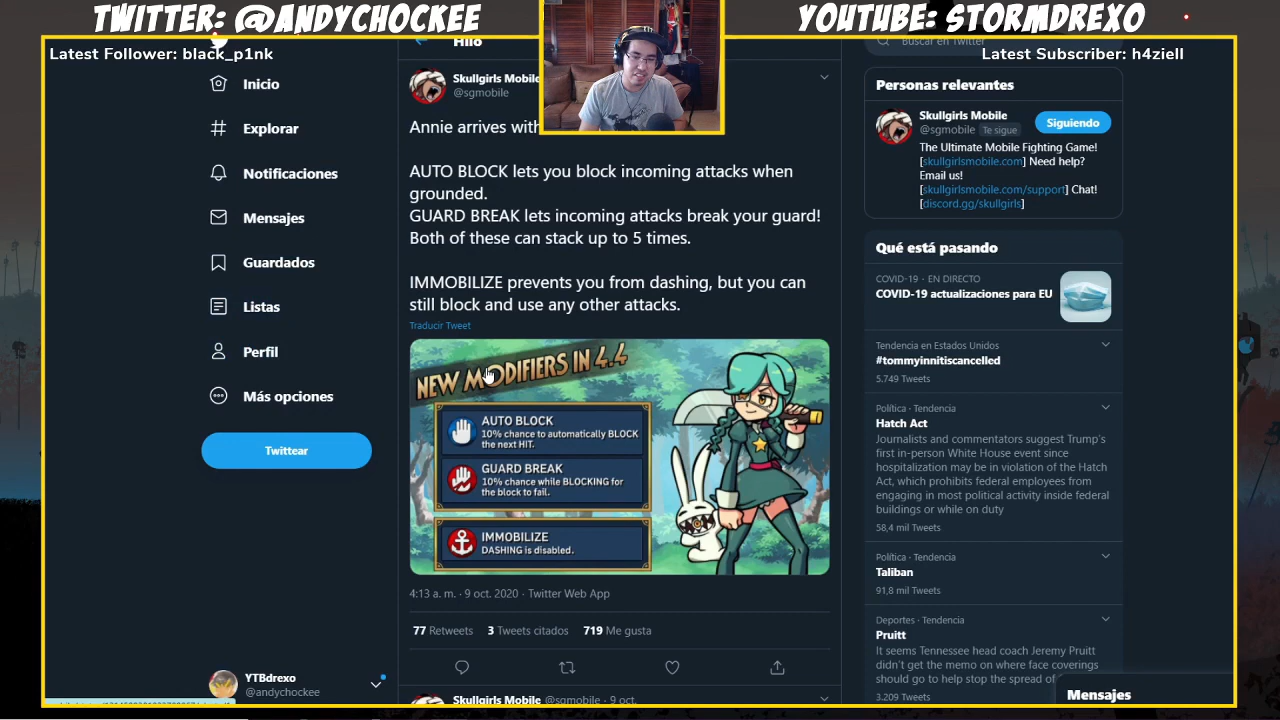 TWITTER: @ANDYCHOCKEE
YOUTUBE: STORMDREXO
Latest Follower: black_p1nk
Latest Subscriber: h4ziell
Inicio
Explorar
Notificaciones
Mensajes
Guardados
Listas
Perfil
Más opciones
Twittear
YTBdrexo
@andychockee
Hilo
Skullgirls Mobile
@sgmobile
Annie arrives with
AUTO BLOCK lets you block incoming attacks when
grounded.
GUARD BREAK lets incoming attacks break your guard!
Both of these can stack up to 5 times.
IMMOBILIZE prevents you from dashing, but you can
still block and use any other attacks.
Traducir Tweet
NEW MODIFIERS IN 4.4
AUTO BLOCK
10% chance to automatically BLOCK
the next HIT.
GUARD BREAK
10% chance while BLOCKING for
the block to fail.
IMMOBILIZE
DASHING is disabled.
4:13 a. m. · 9 oct. 2020 · Twitter Web App
77 Retweets 3 Tweets citados 719 Me gusta
Skullgirls Mobile @sgmobile · 9 oct.
Buscar en Twitter
Personas relevantes
Skullgirls Mobile
@sgmobile Te sigue
Siguiendo
The Ultimate Mobile Fighting Game!
[skullgirlsmobile.com] Need help?
Email us!
[skullgirlsmobile.com/support] Chat!
[discord.gg/skullgirls]
Qué está pasando
COVID-19 · EN DIRECTO
COVID-19 actualizaciones para EU
Tendencia en Estados Unidos
#tommyinnitiscancelled
5.749 Tweets
Política · Tendencia
Hatch Act
Journalists and commentators suggest Trump's
first in-person White House event since
hospitalization may be in violation of the Hatch
Act, which prohibits federal employees from
engaging in most political activity inside federal
buildings or while on duty
58,4 mil Tweets
Política · Tendencia
Taliban
91,8 mil Tweets
Deportes · Tendencia
Pruitt
It seems Tennessee head coach Jeremy Pruitt
didn't get the memo on where face coverings
should go to help stop the spread of
3.209 Tweets
Mensajes